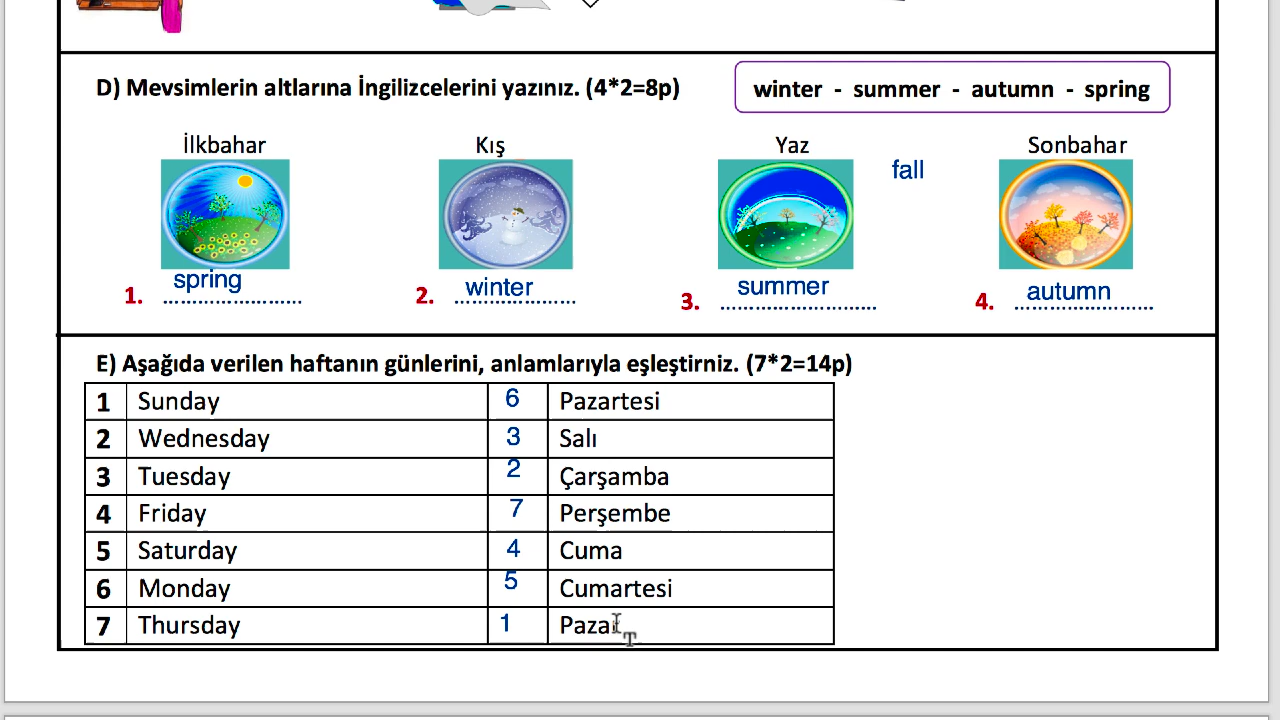 D) Mevsimlerin altlarına İngilizcelerini yazınız. (4*2=8p)
winter - summer - autumn - spring
İlkbahar Kış Yaz Sonbahar
fall
1. spring 2. winter 3. summer 4. autumn
E) Aşağıda verilen haftanın günlerini, anlamlarıyla eşleştirniz. (7*2=14p)
1 Sunday 6 Pazartesi
2 Wednesday 3 Salı
3 Tuesday 2 Çarşamba
4 Friday 7 Perşembe
5 Saturday 4 Cuma
6 Monday 5 Cumartesi
7 Thursday 1 Pazar